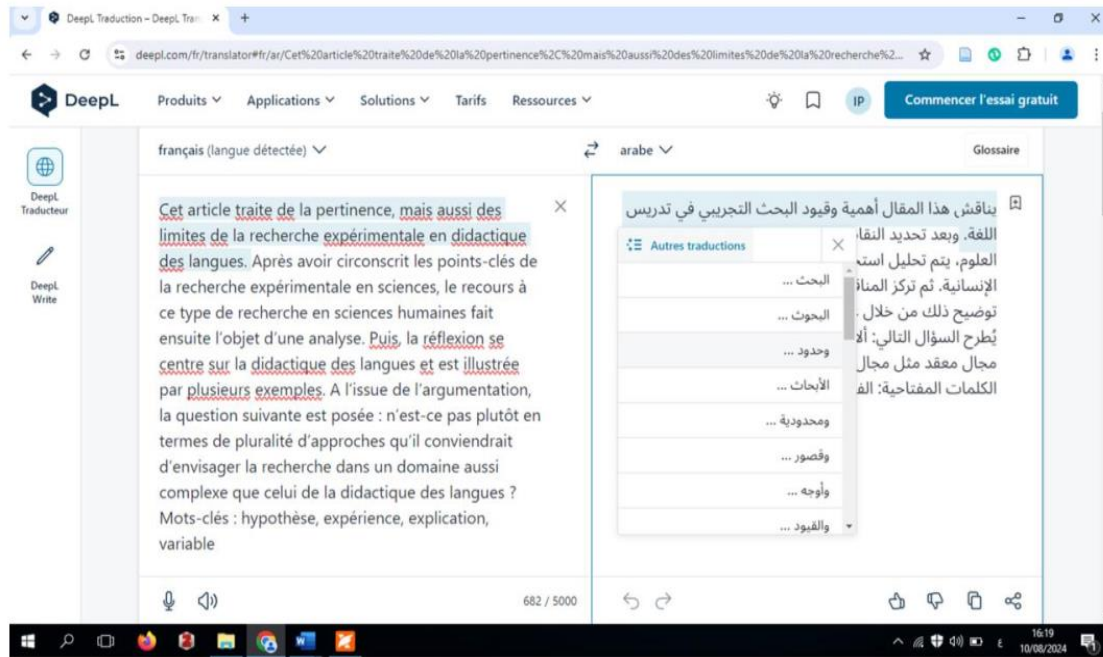 DeepL Traduction – DeepL Tran
deepl.com/fr/translator#fr/ar/Cet%20article%20traite%20de%20la%20pertinence%2C%20mais%20aussi%20des%20limites%20de%20la%20recherche%2...
DeepL Produits Applications Solutions Tarifs Ressources IP Commencer l'essai gratuit
DeepL
Traducteur
DeepL
Write
français (langue détectée)
arabe
Glossaire
Cet article traite de la pertinence, mais aussi des
limites de la recherche expérimentale en didactique
des langues. Après avoir circonscrit les points-clés de
la recherche expérimentale en sciences, le recours à
ce type de recherche en sciences humaines fait
ensuite l'objet d'une analyse. Puis, la réflexion se
centre sur la didactique des langues et est illustrée
par plusieurs exemples. A l'issue de l'argumentation,
la question suivante est posée : n'est-ce pas plutôt en
termes de pluralité d'approches qu'il conviendrait
d'envisager la recherche dans un domaine aussi
complexe que celui de la didactique des langues ?
Mots-clés : hypothèse, expérience, explication,
variable
682 / 5000
يناقش هذا المقال أهمية وقيود البحث التجريبي في تدريس
اللغة. وبعد تحديد
العلوم، يتم تحليل
الإنسانية. ثم تركز
توضيح ذلك من خلال
يُطرح السؤال التالي:
مجال معقد مثل مجال
الكلمات المفتاحية:
Autres traductions
البحث ...
البحوث ...
وحدود ...
الأبحاث ...
ومحدودية ...
وقصور ...
وأوجه ...
والقيود ...
ع
16:19
10/08/2024